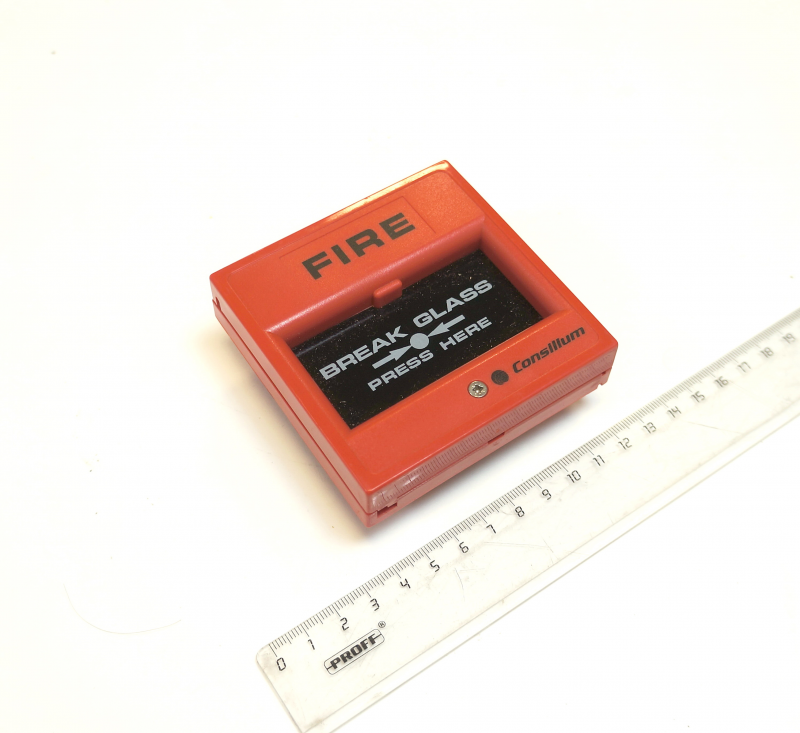 FIRE
BREAK GLASS
PRESS HERE
Consilium
0 1 2 3 4 5 6 7 8 9 10 11 12 13 14 15 16 17 18 19
PROFF®